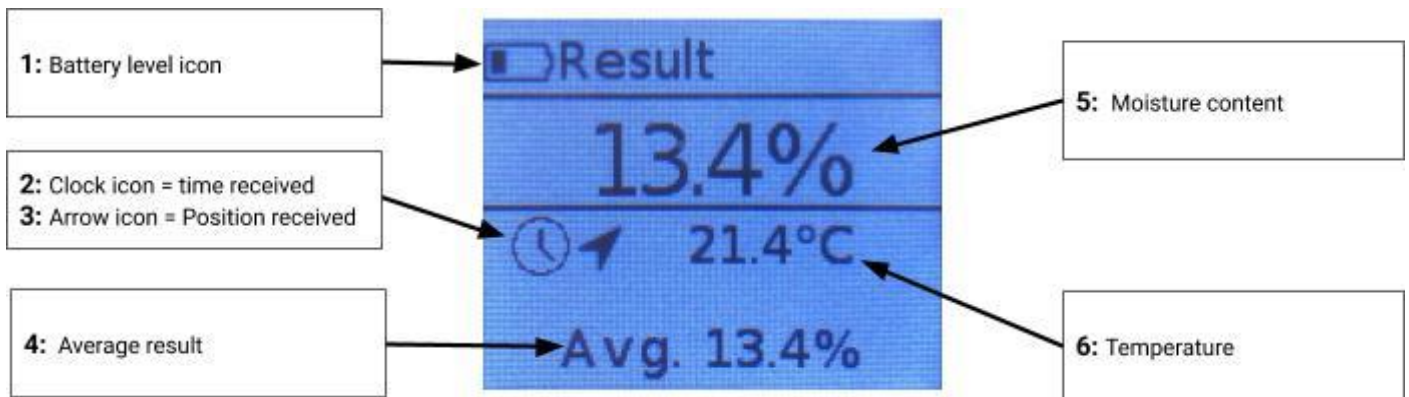 1: Battery level icon
2: Clock icon = time received
3: Arrow icon = Position received
4: Average result
Result
13.4%
21.4°C
Avg. 13.4%
5: Moisture content
6: Temperature